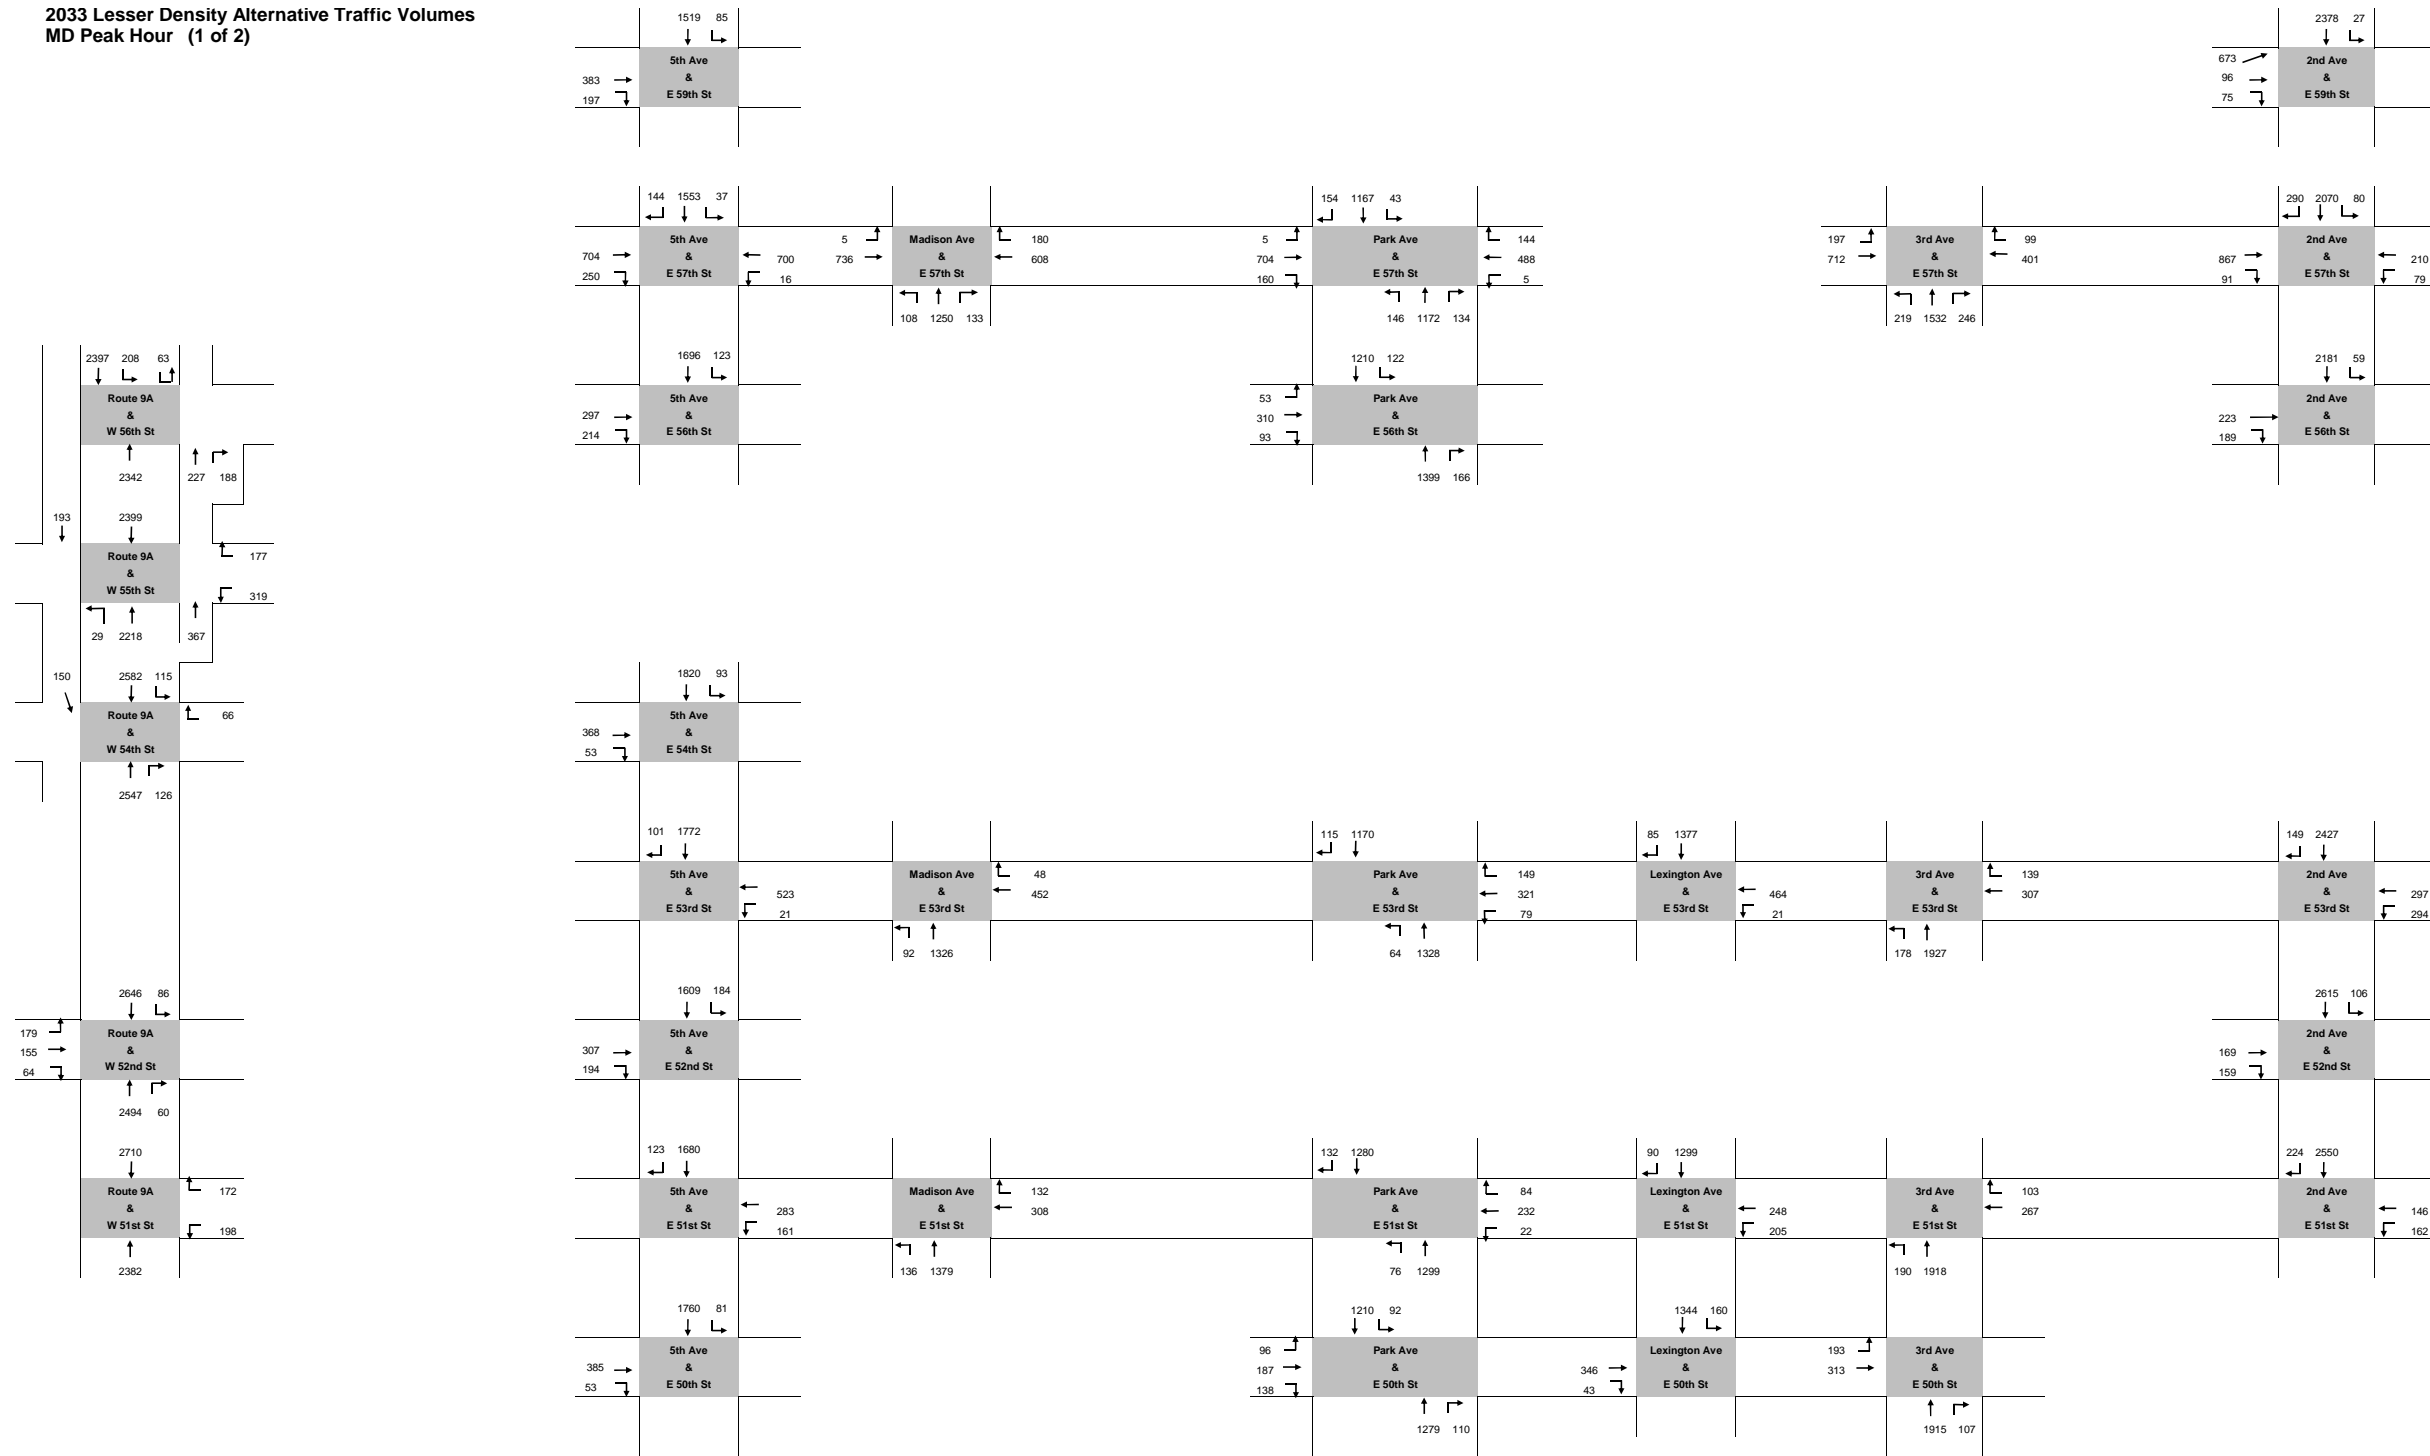 2033 Lesser Density Alternative Traffic Volumes
MD Peak Hour (1 of 2)
1519 85
5th Ave
&
E 59th St
383
197
2378 27
673
96
75
2nd Ave
&
E 59th St
144 1553 37
704
250
5th Ave
&
E 57th St
700
16
5
736
Madison Ave
&
E 57th St
180
608
108 1250 133
154 1167 43
5
704
160
Park Ave
&
E 57th St
144
488
5
146 1172 134
197
712
3rd Ave
&
E 57th St
99
401
219 1532 246
290 2070 80
867
91
2nd Ave
&
E 57th St
210
79
2397 208 63
Route 9A
&
W 56th St
2342
227 188
1696 123
297
214
5th Ave
&
E 56th St
1210 122
53
310
93
Park Ave
&
E 56th St
1399 166
2181 59
223
189
2nd Ave
&
E 56th St
193
2399
Route 9A
&
W 55th St
177
319
29 2218
367
150
2582 115
Route 9A
&
W 54th St
66
2547 126
1820 93
368
53
5th Ave
&
E 54th St
101 1772
5th Ave
&
E 53rd St
523
21
Madison Ave
&
E 53rd St
48
452
92 1326
115 1170
Park Ave
&
E 53rd St
149
321
79
64 1328
85 1377
Lexington Ave
&
E 53rd St
464
21
3rd Ave
&
E 53rd St
139
307
178 1927
149 2427
2nd Ave
&
E 53rd St
297
294
2646 86
179
155
64
Route 9A
&
W 52nd St
2494 60
1609 184
307
194
5th Ave
&
E 52nd St
2615 106
169
159
2nd Ave
&
E 52nd St
2710
Route 9A
&
W 51st St
172
198
2382
123 1680
5th Ave
&
E 51st St
283
161
Madison Ave
&
E 51st St
132
308
136 1379
132 1280
Park Ave
&
E 51st St
84
232
22
76 1299
90 1299
Lexington Ave
&
E 51st St
248
205
3rd Ave
&
E 51st St
103
267
190 1918
224 2550
2nd Ave
&
E 51st St
146
162
1760 81
385
53
5th Ave
&
E 50th St
1210 92
96
187
138
Park Ave
&
E 50th St
1279 110
1344 160
346
43
Lexington Ave
&
E 50th St
193
313
3rd Ave
&
E 50th St
1915 107